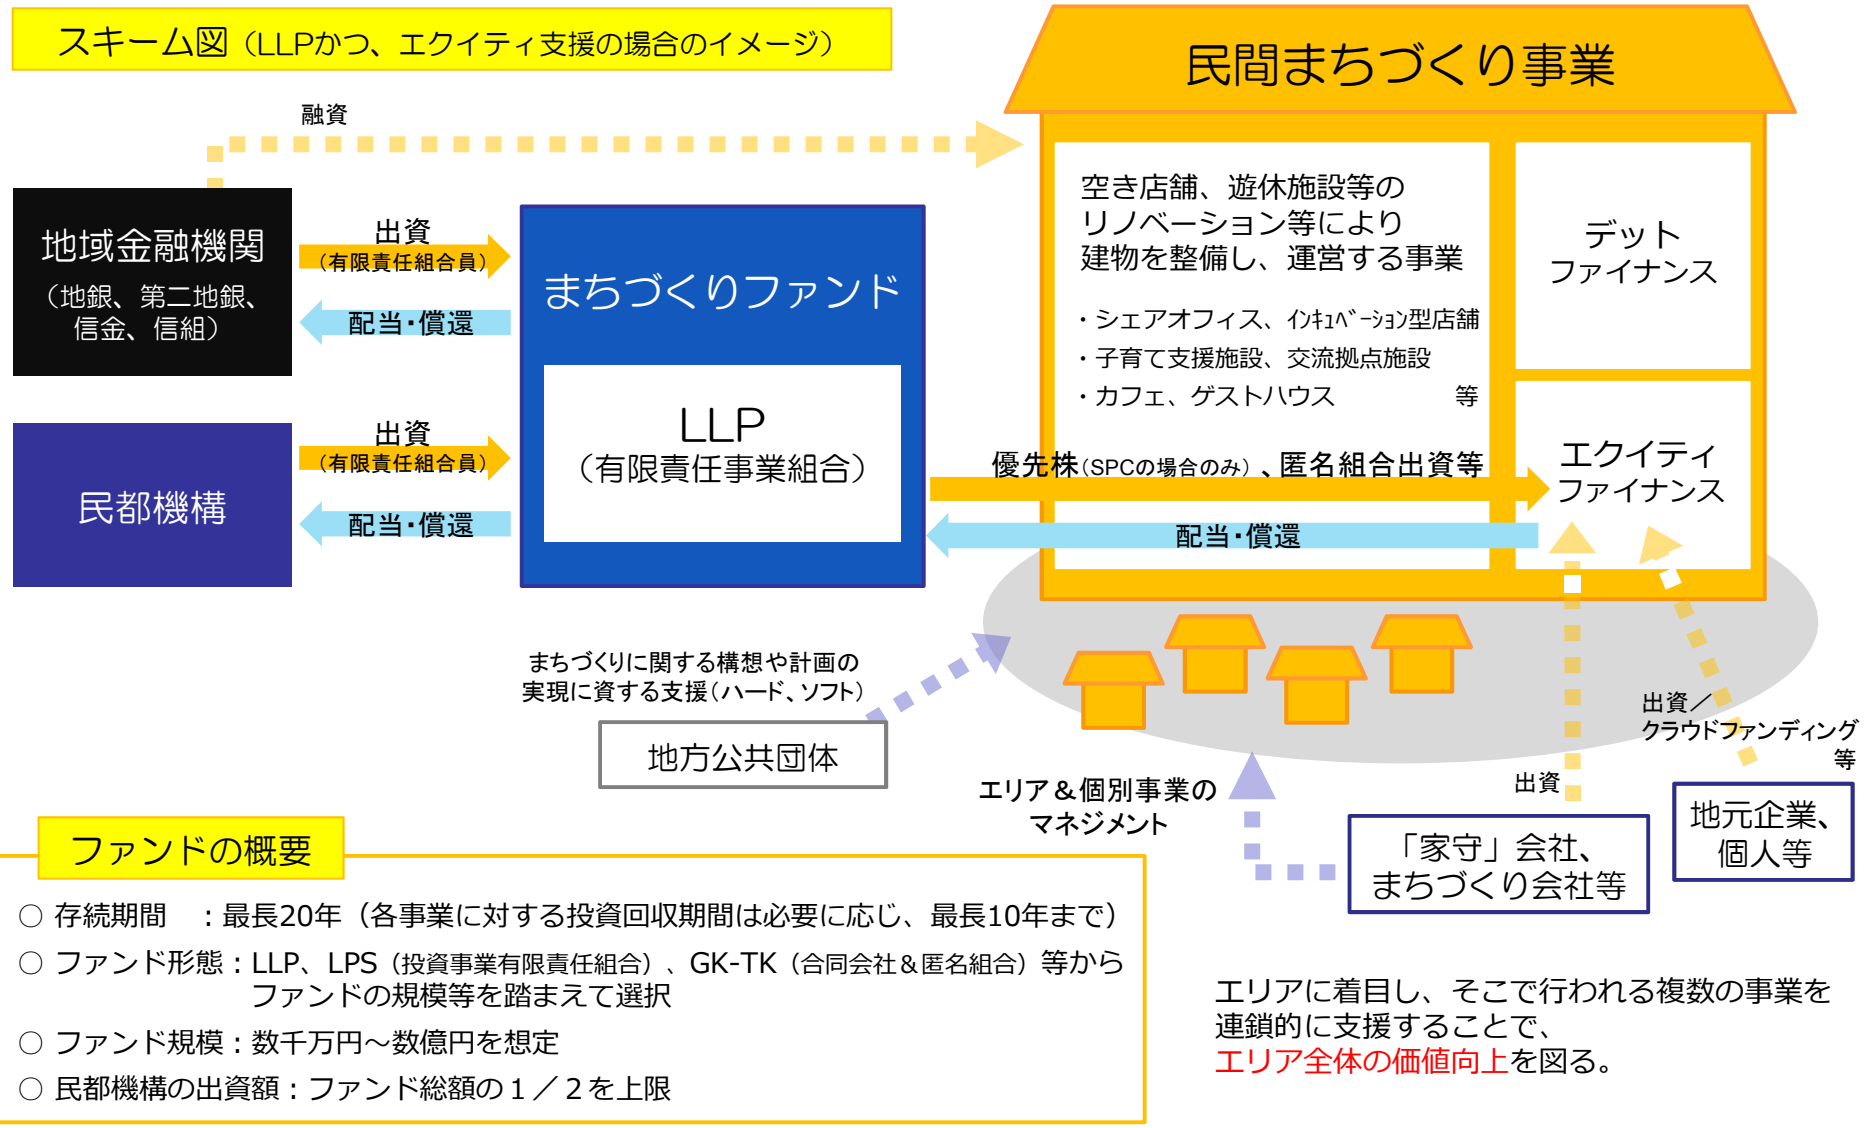 スキーム図（LLPかつ、エクイティ支援の場合のイメージ）
民間まちづくり事業
融資
地域金融機関
（地銀、第二地銀、
信金、信組）
出資
（有限責任組合員）
配当・償還
民都機構
出資
（有限責任組合員）
配当・償還
まちづくりファンド
LLP
（有限責任事業組合）
空き店舗、遊休施設等の
リノベーション等により
建物を整備し、運営する事業
・シェアオフィス、ｲﾝｷｭﾍﾞｰｼｮﾝ型店舗
・子育て支援施設、交流拠点施設
・カフェ、ゲストハウス　　　　　等
デット
ファイナンス
エクイティ
ファイナンス
優先株（SPCの場合のみ）、匿名組合出資等
配当・償還
まちづくりに関する構想や計画の
実現に資する支援（ハード、ソフト）
地方公共団体
エリア＆個別事業の
マネジメント
出資
「家守」会社、
まちづくり会社等
出資／
クラウドファンディング
等
地元企業、
個人等
ファンドの概要
○ 存続期間　：最長20年（各事業に対する投資回収期間は必要に応じ、最長10年まで）
○ ファンド形態：LLP、LPS（投資事業有限責任組合）、GK-TK（合同会社＆匿名組合）等から
ファンドの規模等を踏まえて選択
○ ファンド規模：数千万円～数億円を想定
○ 民都機構の出資額：ファンド総額の１／２を上限
エリアに着目し、そこで行われる複数の事業を
連鎖的に支援することで、
エリア全体の価値向上を図る。